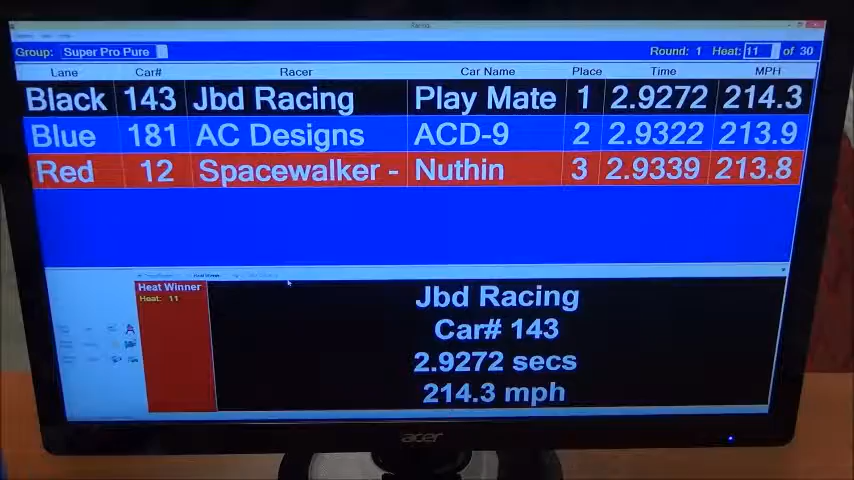 Group: Super Pro Pure Round: 1 Heat: 11 of 30
Lane Car# Racer Car Name Place Time MPH
Black 143 Jbd Racing Play Mate 1 2.9272 214.3
Blue 181 AC Designs ACD-9 2 2.9322 213.9
Red 12 Spacewalker - Nuthin 3 2.9339 213.8
Heat Winner
Heat: 11
Jbd Racing
Car# 143
2.9272 secs
214.3 mph
acer